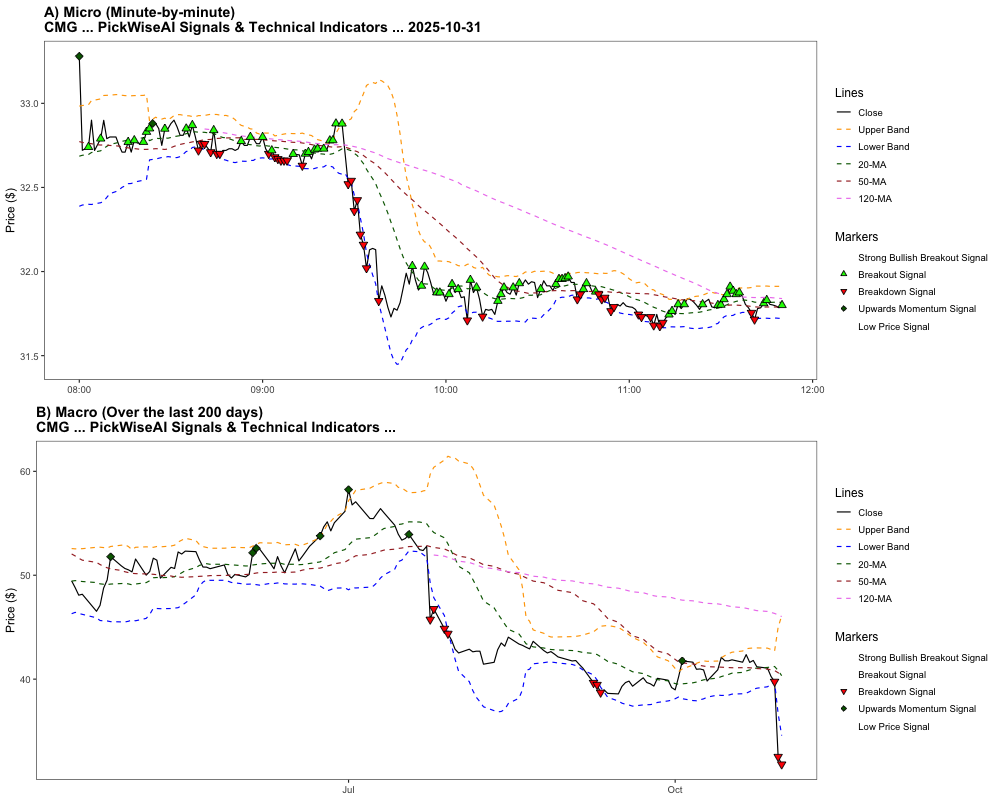 A) Micro (Minute-by-minute)
CMG ... PickWiseAI Signals & Technical Indicators ... 2025-10-31
Price ($)
33.0
32.5
32.0
31.5
08:00 09:00 10:00 11:00 12:00
Lines
Close
Upper Band
Lower Band
20-MA
50-MA
120-MA
Markers
Strong Bullish Breakout Signal
Breakout Signal
Breakdown Signal
Upwards Momentum Signal
Low Price Signal
B) Macro (Over the last 200 days)
CMG ... PickWiseAI Signals & Technical Indicators ...
Price ($)
60
50
40
Jul Oct
Lines
Close
Upper Band
Lower Band
20-MA
50-MA
120-MA
Markers
Strong Bullish Breakout Signal
Breakout Signal
Breakdown Signal
Upwards Momentum Signal
Low Price Signal